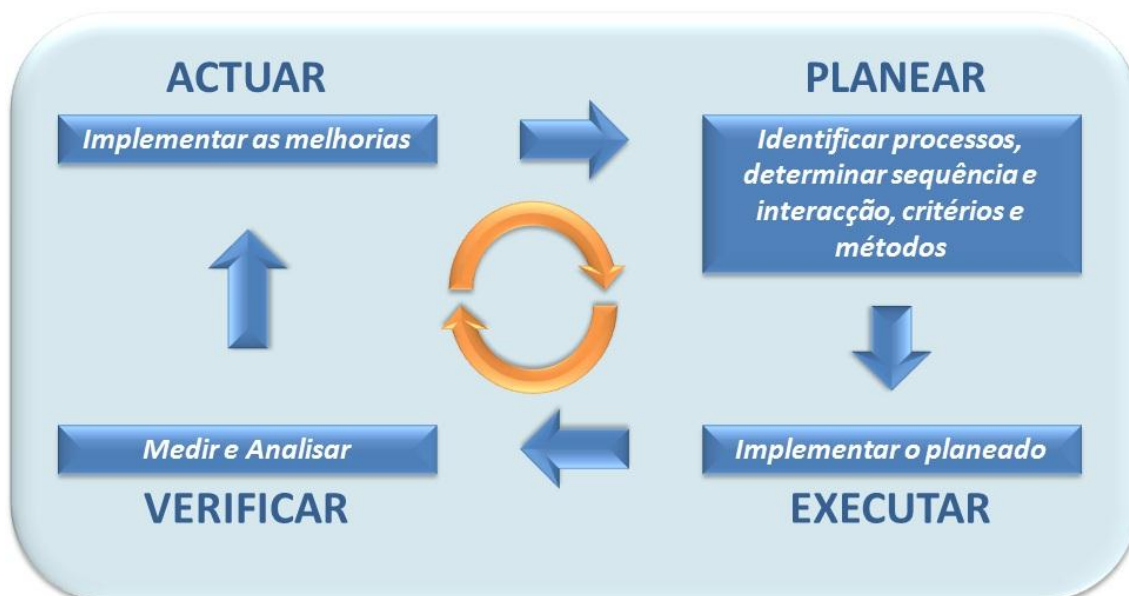 ACTUAR
Implementar as melhorias
PLANEAR
Identificar processos,
determinar sequência e
interacção, critérios e
métodos
Medir e Analisar
VERIFICAR
Implementar o planeado
EXECUTAR